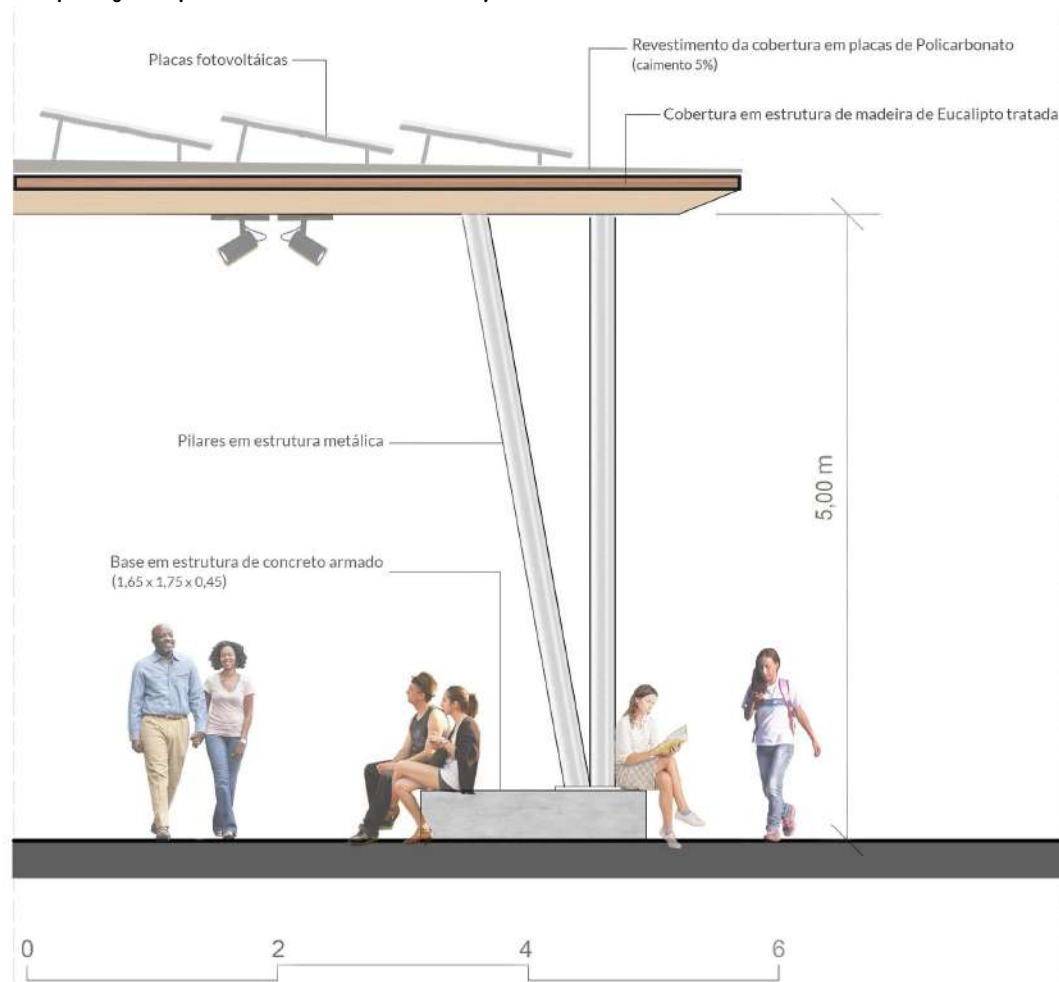 Placas fotovoltáicas
Revestimento da cobertura em placas de Policarbonato
(caimento 5%)
Cobertura em estrutura de madeira de Eucalipto tratada
Pilares em estrutura metálica
5,00 m
Base em estrutura de concreto armado
(1,65 x 1,75 x 0,45)
0 2 4 6